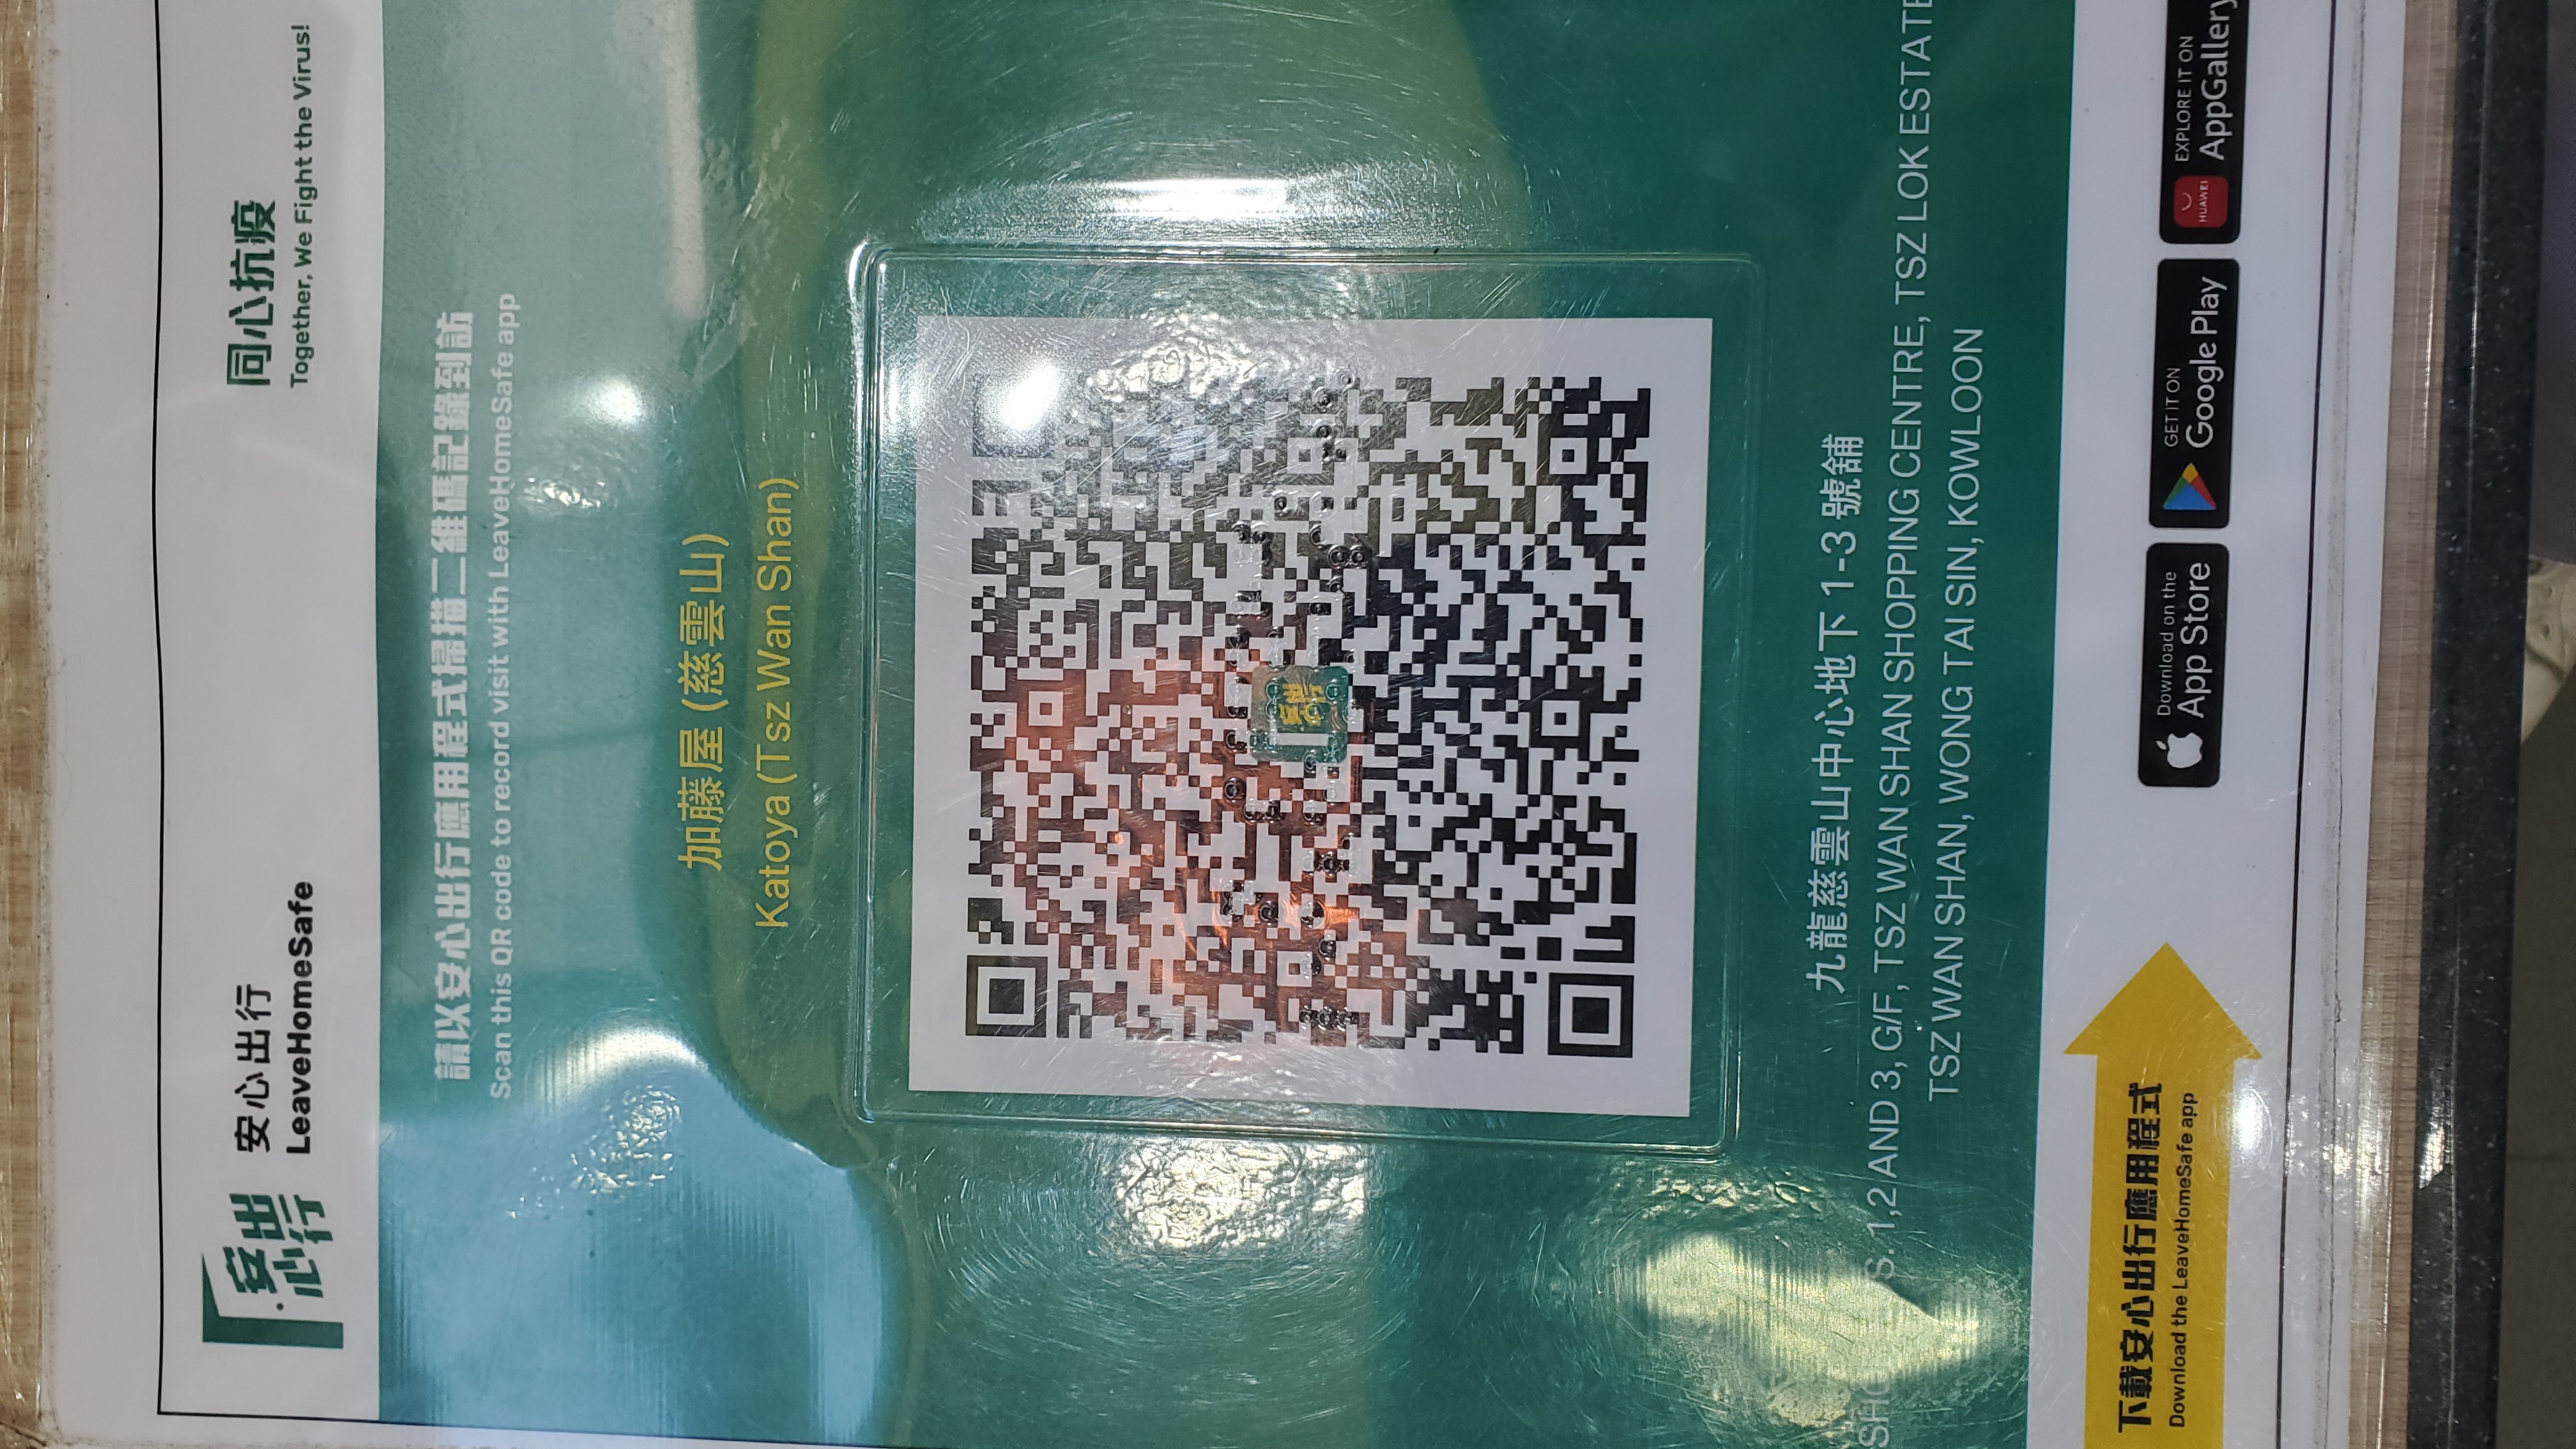 安心出行
安心出行
LeaveHomeSafe
同心抗疫
Together, We Fight the Virus!
請以安心出行應用程式掃描二維碼記錄到訪
Scan this QR code to record visit with LeaveHomeSafe app
加藤屋 (慈雲山)
Katoya (Tsz Wan Shan)
九龍慈雲山中心地下 1-3 號舖
1,2 AND 3, G/F, TSZ WAN SHAN SHOPPING CENTRE, TSZ LOK ESTATE
TSZ WAN SHAN, WONG TAI SIN, KOWLOON
下載安心出行應用程式
Download the LeaveHomeSafe app
Download on the
App Store
GET IT ON
Google Play
HUAWEI
EXPLORE IT ON
AppGallery